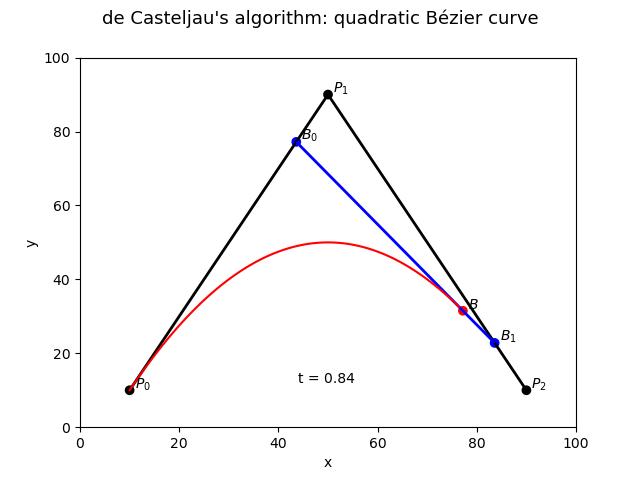 de Casteljau's algorithm: quadratic Bézier curve
100
P₁
B₀
80
60
y
40
B
B₁
20
t = 0.84
P₀
P₂
0
0 20 40 60 80 100
x